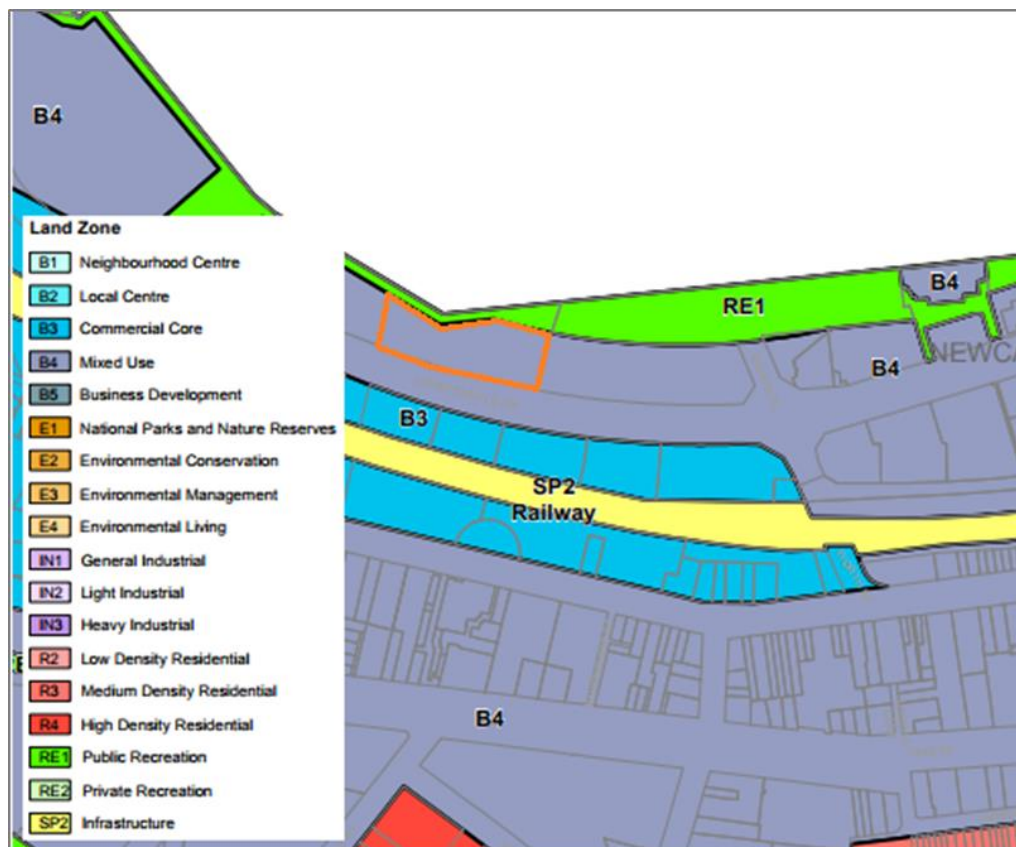 B4
Land Zone
B1 Neighbourhood Centre
B2 Local Centre
B3 Commercial Core
B4 Mixed Use
B5 Business Development
E1 National Parks and Nature Reserves
E2 Environmental Conservation
E3 Environmental Management
E4 Environmental Living
IN1 General Industrial
IN2 Light Industrial
IN3 Heavy Industrial
R2 Low Density Residential
R3 Medium Density Residential
R4 High Density Residential
RE1 Public Recreation
RE2 Private Recreation
SP2 Infrastructure
B4
RE1
B4
NEWCA
B3
SP2
Railway
B4